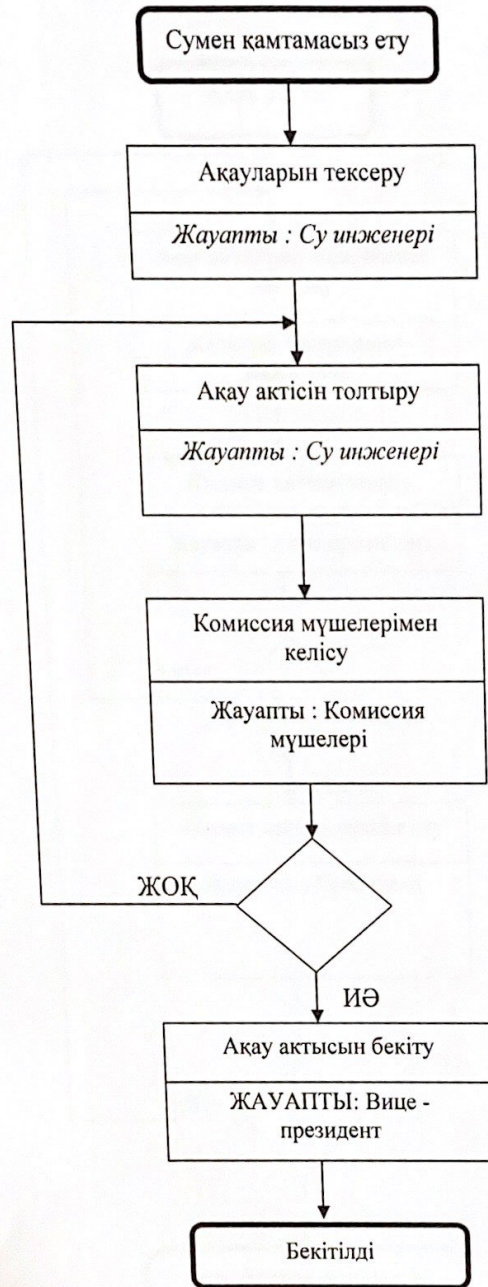 Сумен қамтамасыз ету
Ақауларын тексеру
Жауапты : Су инженері
Ақау актісін толтыру
Жауапты : Су инженері
Комиссия мүшелерімен
келісу
Жауапты : Комиссия
мүшелері
ЖОҚ
ИӘ
Ақау актысын бекіту
ЖАУАПТЫ: Вице -
президент
Бекітілді